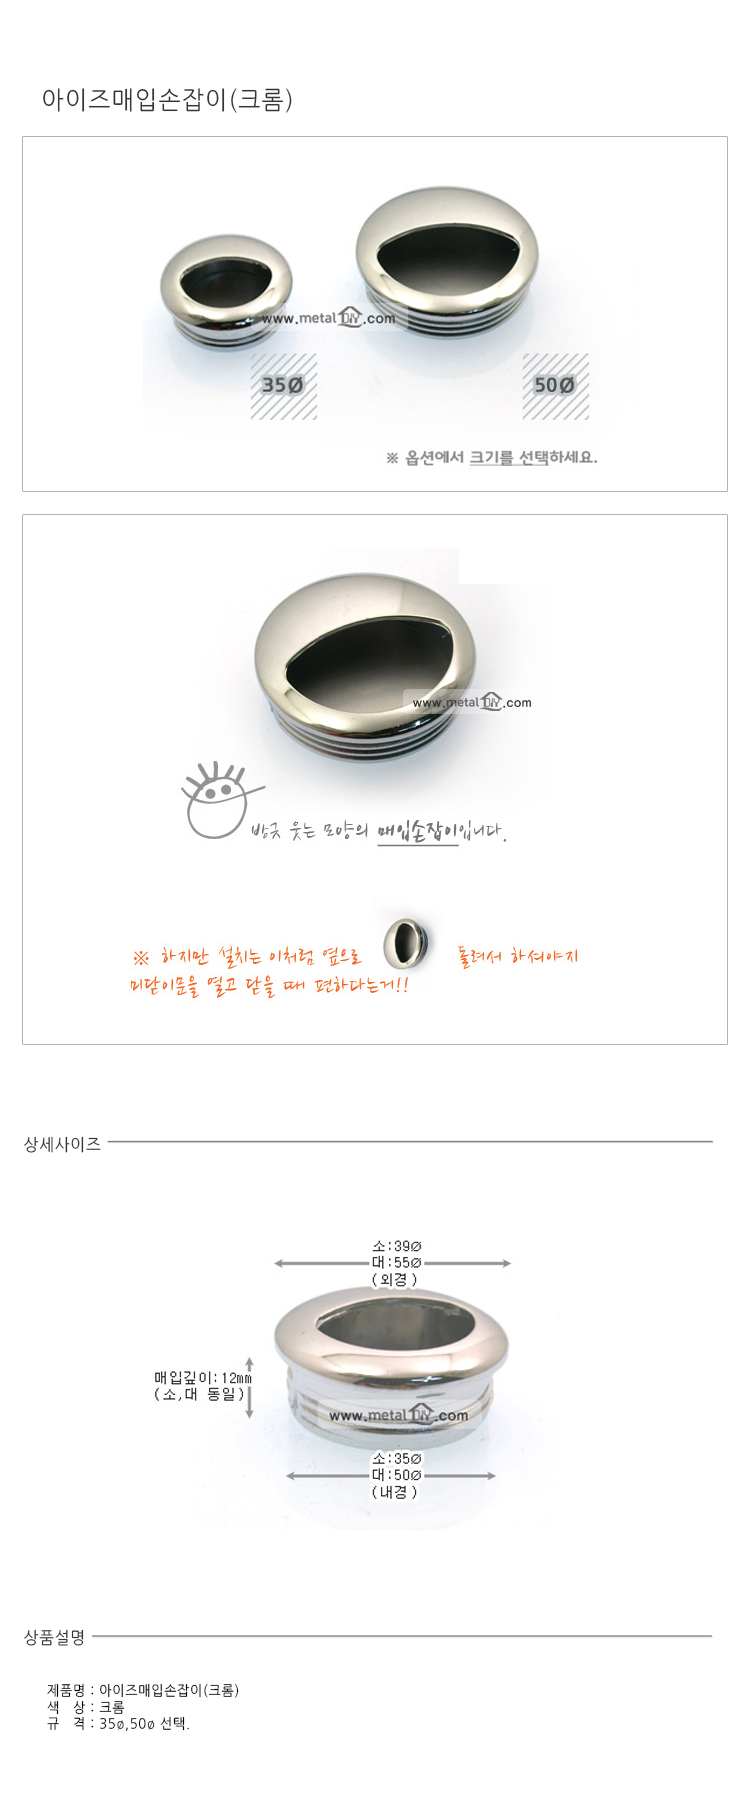 아이즈매입손잡이(크롬)
www.metalDIY.com
35Ø
50Ø
※ 옵션에서 크기를 선택하세요.
www.metalDIY.com
방긋 웃는 모양의 매입손잡이입니다.
※ 하지만 설치는 이처럼 옆으로 돌려서 하셔야지
미닫이문을 열고 닫을 때 편하다는거!!
상세사이즈
소:39Ø
대:55Ø
(외경)
매입깊이:12mm
(소,대 동일)
www.metalDIY.com
소:35Ø
대:50Ø
(내경)
상품설명
제품명 : 아이즈매입손잡이(크롬)
색 상 : 크롬
규 격 : 35ø,50ø 선택.